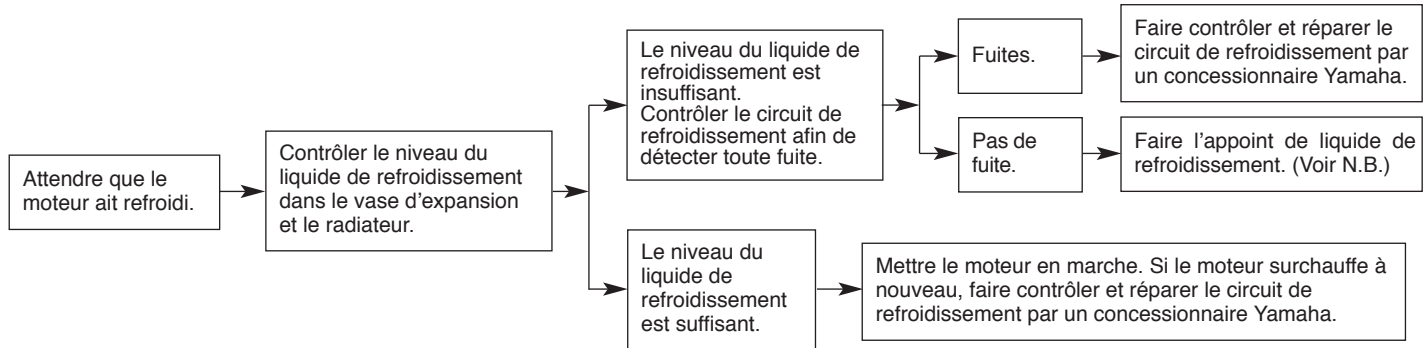 Attendre que le
moteur ait refroidi.
Contrôler le niveau du
liquide de refroidissement
dans le vase d'expansion
et le radiateur.
Le niveau du liquide de
refroidissement est
insuffisant.
Contrôler le circuit de
refroidissement afin de
détecter toute fuite.
Fuites.
Faire contrôler et réparer le
circuit de refroidissement par
un concessionnaire Yamaha.
Pas de
fuite.
Faire l'appoint de liquide de
refroidissement. (Voir N.B.)
Le niveau du
liquide de
refroidissement
est suffisant.
Mettre le moteur en marche. Si le moteur surchauffe à
nouveau, faire contrôler et réparer le circuit de
refroidissement par un concessionnaire Yamaha.